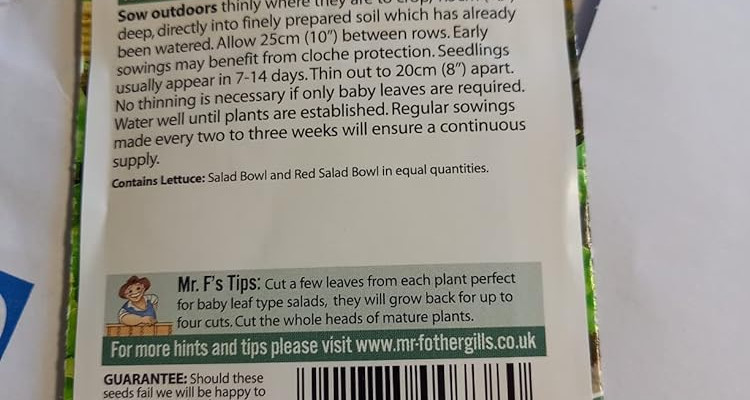 Sow outdoors thinly where they are to crop,
deep, directly into finely prepared soil which has already
been watered. Allow 25cm (10") between rows. Early
sowings may benefit from cloche protection. Seedlings
usually appear in 7-14 days. Thin out to 20cm (8") apart.
No thinning is necessary if only baby leaves are required.
Water well until plants are established. Regular sowings
made every two to three weeks will ensure a continuous
supply.
Contains Lettuce: Salad Bowl and Red Salad Bowl in equal quantities.
Mr. F's Tips: Cut a few leaves from each plant perfect
for baby leaf type salads, they will grow back for up to
four cuts. Cut the whole heads of mature plants.
For more hints and tips please visit www.mr-fothergills.co.uk
GUARANTEE: Should these
seeds fail we will be happy to